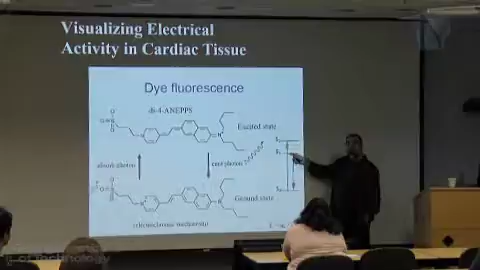 Visualizing Electrical
Activity in Cardiac Tissue
Dye fluorescence
di-4-ANEPPS
Excited state
absorb photon
emit photon
Ground state